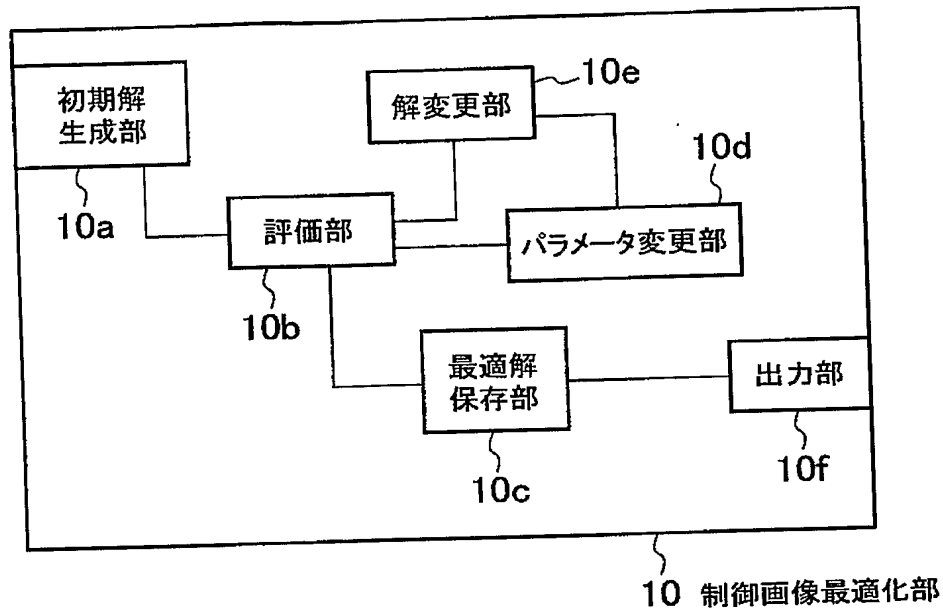 初期解
生成部
10a
解変更部
10e
評価部
10b
パラメータ変更部
10d
最適解
保存部
10c
出力部
10f
10 制御画像最適化部